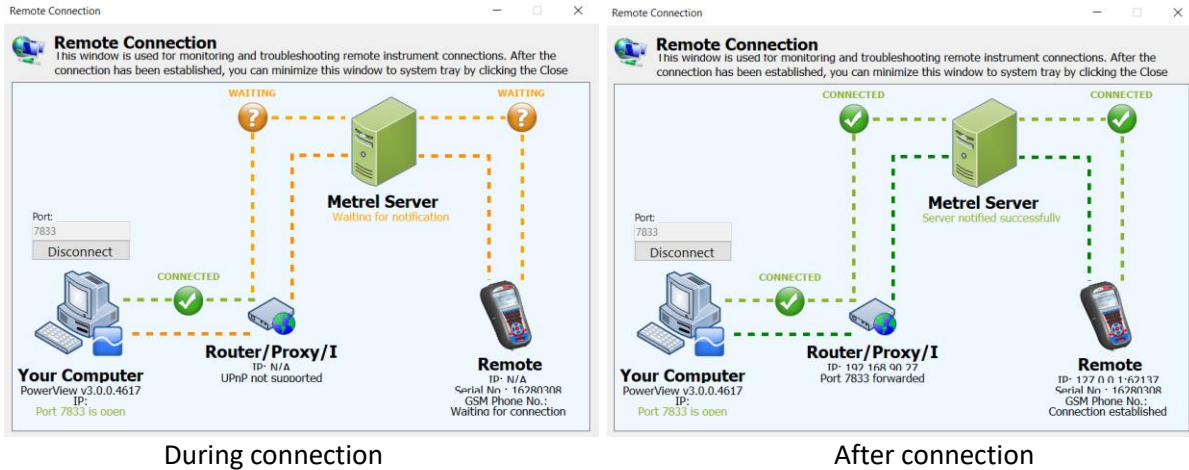 Remote Connection
Remote Connection
This window is used for monitoring and troubleshooting remote instrument connections. After the
connection has been established, you can minimize this window to system tray by clicking the Close
WAITING
WAITING
Metrel Server
Waiting for notification
Port:
7833
Disconnect
CONNECTED
Router/Proxy/I
IP: N/A
UPnP not supported
Your Computer
PowerView v3.0.0.4617
IP:
Port 7833 is open
Remote
IP: N/A
Serial No.: 16280308
GSM Phone No.:
Waiting for connection
During connection
Remote Connection
Remote Connection
This window is used for monitoring and troubleshooting remote instrument connections. After the
connection has been established, you can minimize this window to system tray by clicking the Close
CONNECTED
CONNECTED
Metrel Server
Server notified successfully
Port:
7833
Disconnect
CONNECTED
Router/Proxy/I
IP: 192.168.90.27
Port 7833 forwarded
Your Computer
PowerView v3.0.0.4617
IP:
Port 7833 is open
Remote
IP: 127.0.0.1:62137
Serial No.: 16280308
GSM Phone No.:
Connection established
After connection